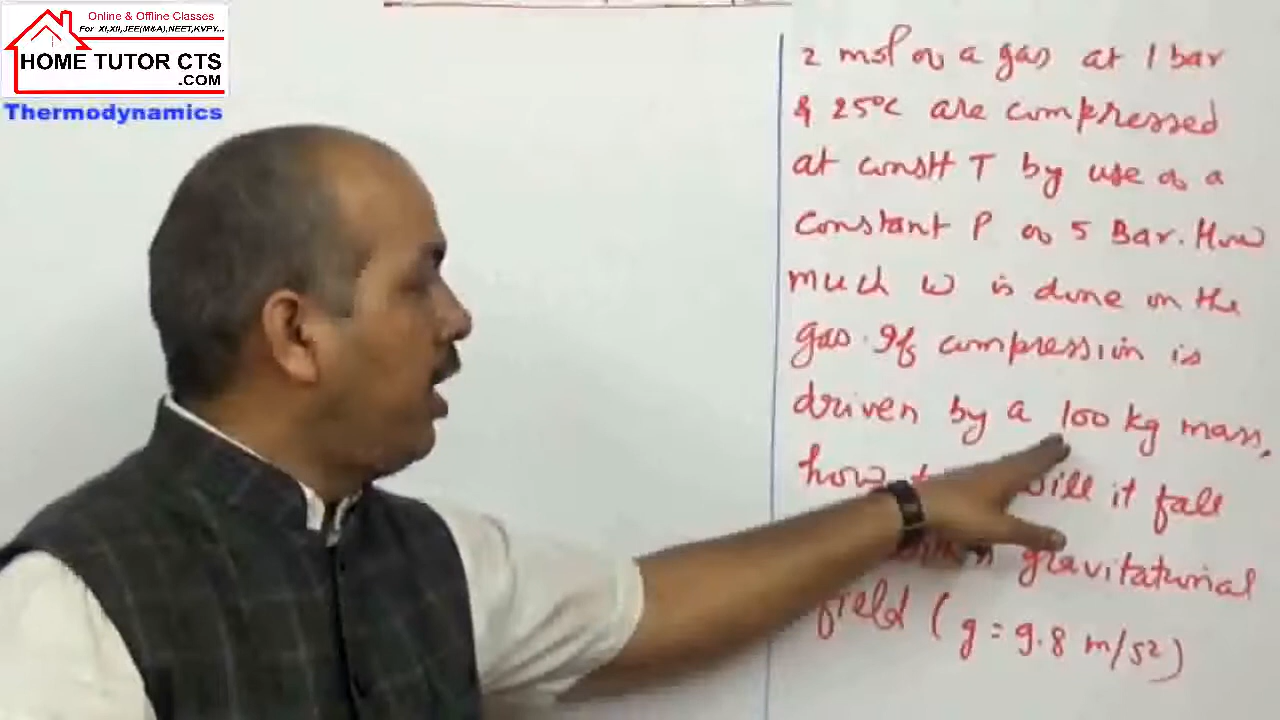 Online & Offline Classes
For XI,XII,JEE(M&A),NEET,KVPY...
HOME TUTOR CTS
.COM
Thermodynamics
2 mol of a gas at 1 bar
& 25°C are compressed
at constt T by use of a
constant P of 5 Bar. How
much w is done on the
gas. If compression is
driven by a 100 kg mass,
how will it fall
gravitational
field (g = 9.8 m/s2)